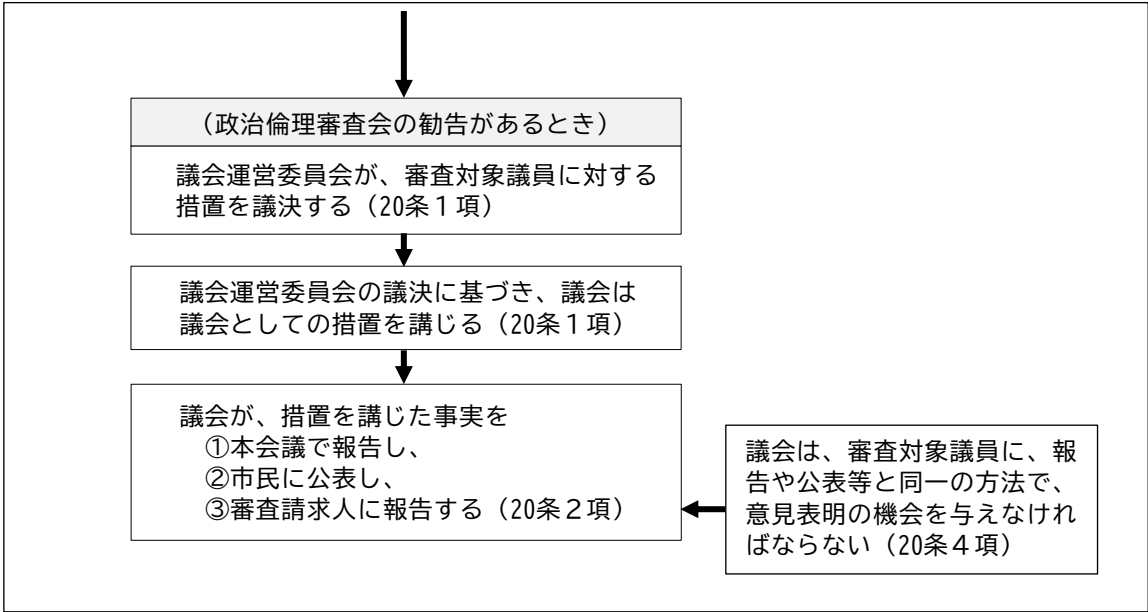 （政治倫理審査会の勧告があるとき）
議会運営委員会が、審査対象議員に対する
措置を議決する（20条１項）
議会運営委員会の議決に基づき、議会は
議会としての措置を講じる（20条１項）
議会が、措置を講じた事実を
①本会議で報告し、
②市民に公表し、
③審査請求人に報告する（20条２項）
議会は、審査対象議員に、報
告や公表等と同一の方法で、
意見表明の機会を与えなけれ
ばならない（20条４項）